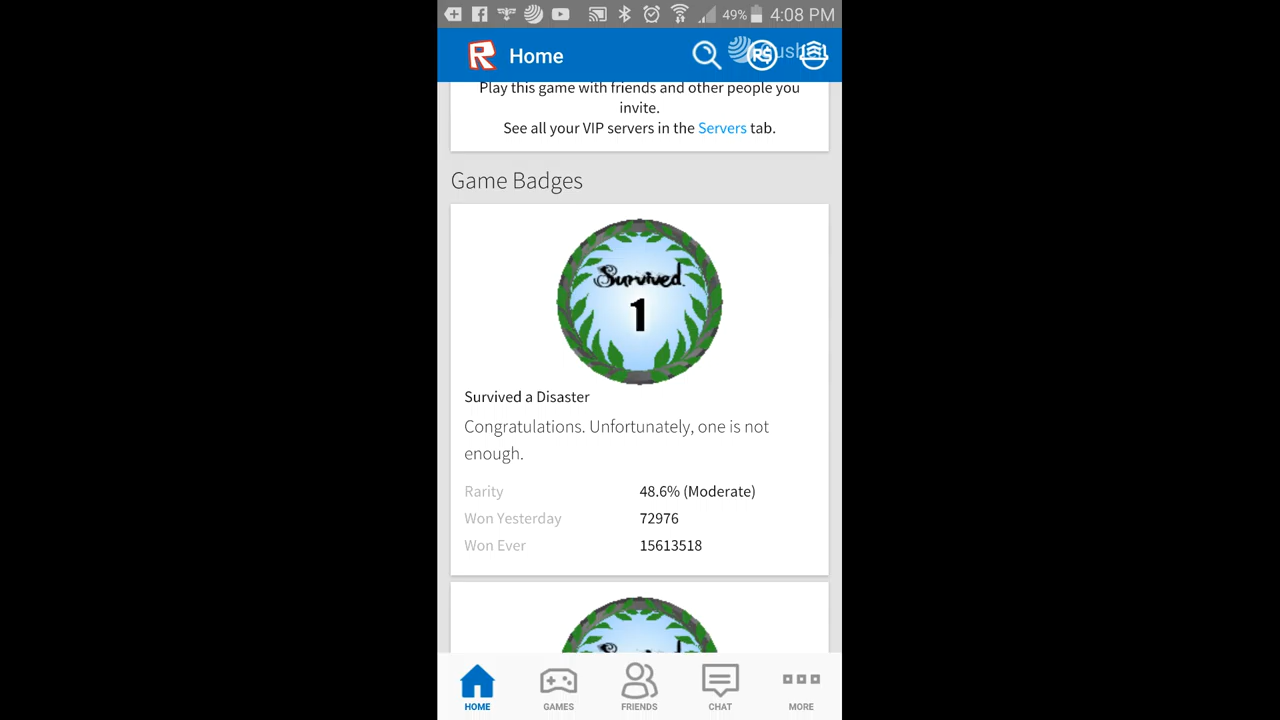 49% 4:08 PM
R Home R$
Play this game with friends and other people you
invite.
See all your VIP servers in the Servers tab.
Game Badges
Survived
1
Survived a Disaster
Congratulations. Unfortunately, one is not
enough.
Rarity 48.6% (Moderate)
Won Yesterday 72976
Won Ever 15613518
HOME GAMES FRIENDS CHAT MORE